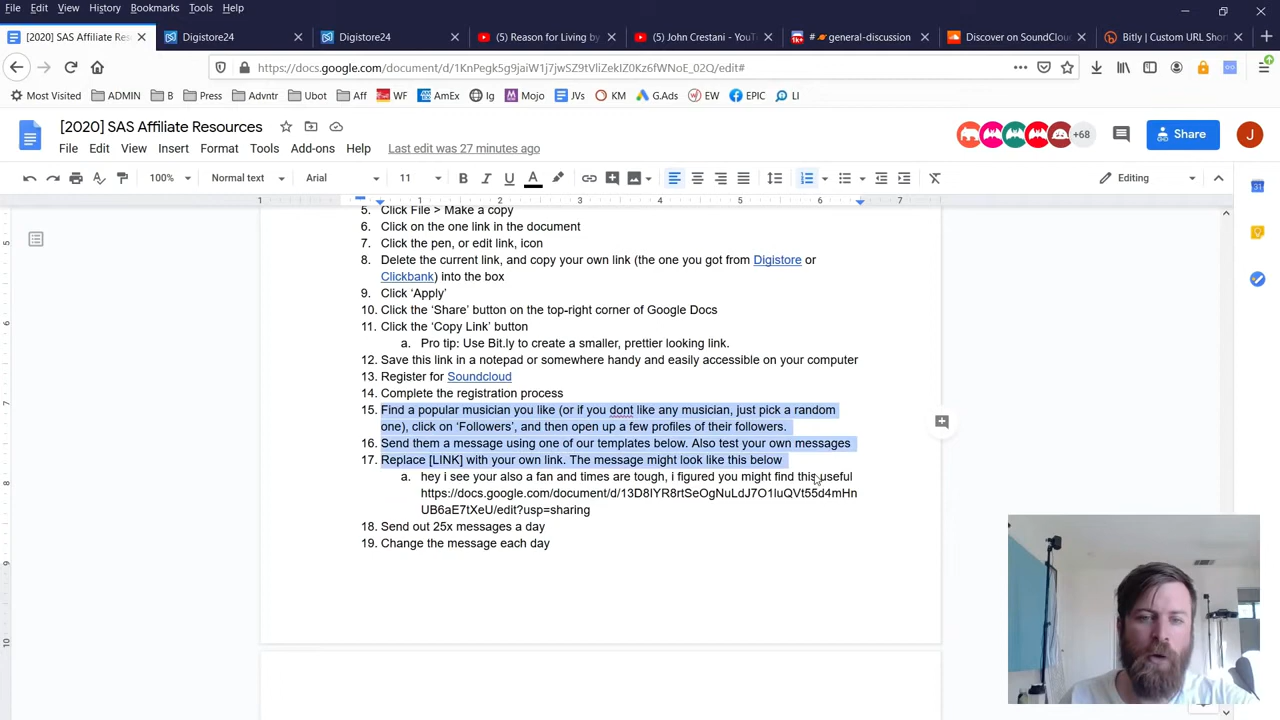 File Edit View History Bookmarks Tools Help
[2020] SAS Affiliate Res Digistore24 Digistore24 (5) Reason for Living by (5) John Crestani - YouT # general-discussion Discover on SoundClou Bitly | Custom URL Shor
https://docs.google.com/document/d/1KnPegk5g9jaiW1j7jwSZ9tVliZekIZ0Kz6fWNoE_02Q/edit#
Most Visited ADMIN B Press Advntr Ubot Aff WF AmEx Ig Mojo JVs KM G.Ads EW EPIC LI
[2020] SAS Affiliate Resources
+68 Share J
File Edit View Insert Format Tools Add-ons Help Last edit was 27 minutes ago
100% Normal text Arial 11 B I U A Editing
1 1 2 3 4 5 6 7
5. Click File > Make a copy
6. Click on the one link in the document
7. Click the pen, or edit link, icon
8. Delete the current link, and copy your own link (the one you got from Digistore or
Clickbank) into the box
9. Click ‘Apply’
10. Click the ‘Share’ button on the top-right corner of Google Docs
11. Click the ‘Copy Link’ button
a. Pro tip: Use Bit.ly to create a smaller, prettier looking link.
12. Save this link in a notepad or somewhere handy and easily accessible on your computer
13. Register for Soundcloud
14. Complete the registration process
15. Find a popular musician you like (or if you dont like any musician, just pick a random
one), click on ‘Followers’, and then open up a few profiles of their followers.
16. Send them a message using one of our templates below. Also test your own messages
17. Replace [LINK] with your own link. The message might look like this below
a. hey i see your also a fan and times are tough, i figured you might find this useful
https://docs.google.com/document/d/13D8IYR8rtSeOgNuLdJ7O1luQVt55d4mHn
UB6aE7tXeU/edit?usp=sharing
18. Send out 25x messages a day
19. Change the message each day